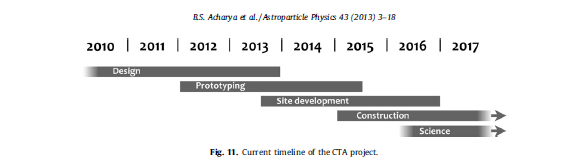 B.S. Acharya et al. / Astroparticle Physics 43 (2013) 3–18
2010 | 2011 | 2012 | 2013 | 2014 | 2015 | 2016 | 2017
Design
Prototyping
Site development
Construction
Science
Fig. 11. Current timeline of the CTA project.